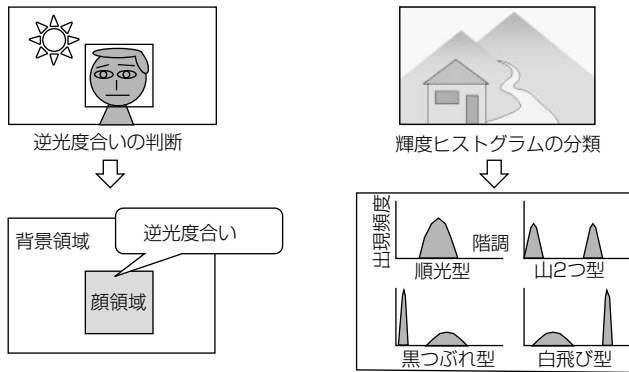 逆光度合いの判断
背景領域
逆光度合い
顔領域
輝度ヒストグラムの分類
出現頻度
階調
順光型
山2つ型
黒つぶれ型
白飛び型